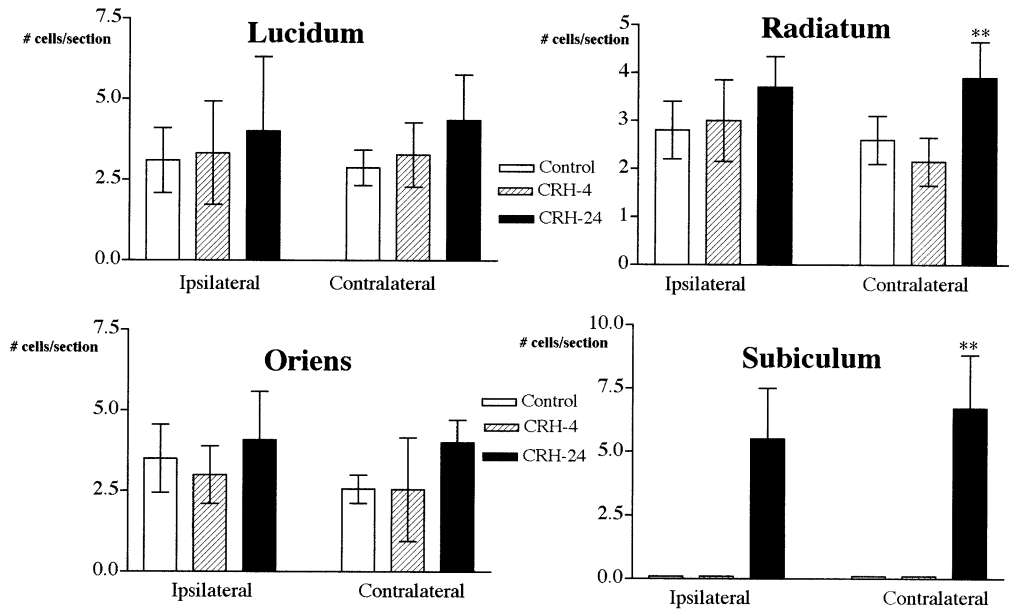 Lucidum
# cells/section
7.5
5.0
2.5
0.0
Ipsilateral Contralateral
Control
CRH-4
CRH-24
Radiatum
# cells/section
**
5
4
3
2
1
0
Ipsilateral Contralateral
Oriens
# cells/section
7.5
5.0
2.5
0.0
Ipsilateral Contralateral
Control
CRH-4
CRH-24
Subiculum
# cells/section
**
10.0
7.5
5.0
2.5
0.0
Ipsilateral Contralateral